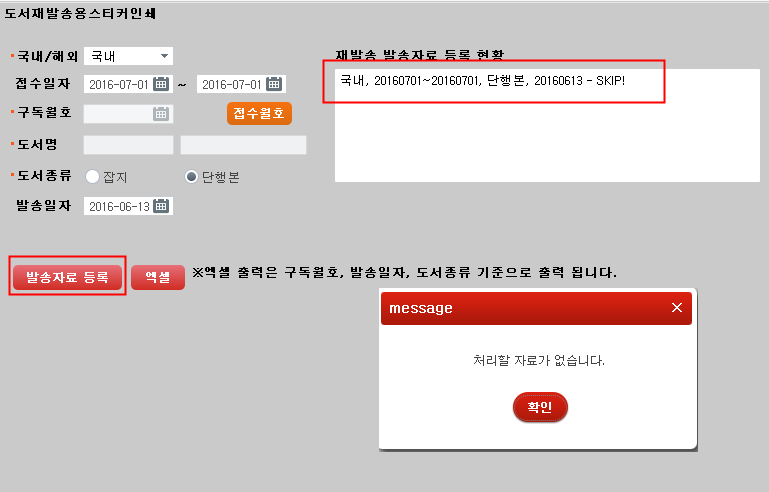 도서재발송용스티커인쇄
국내/해외 국내
재발송 발송자료 등록 현황
접수일자 2016-07-01 ~ 2016-07-01
국내, 20160701~20160701, 단행본, 20160613 - SKIP!
구독월호 접수월호
도서명
도서종류 잡지 단행본
발송일자 2016-06-13
발송자료 등록 엑셀 ※엑셀 출력은 구독월호, 발송일자, 도서종류 기준으로 출력 됩니다.
message ×
처리할 자료가 없습니다.
확인